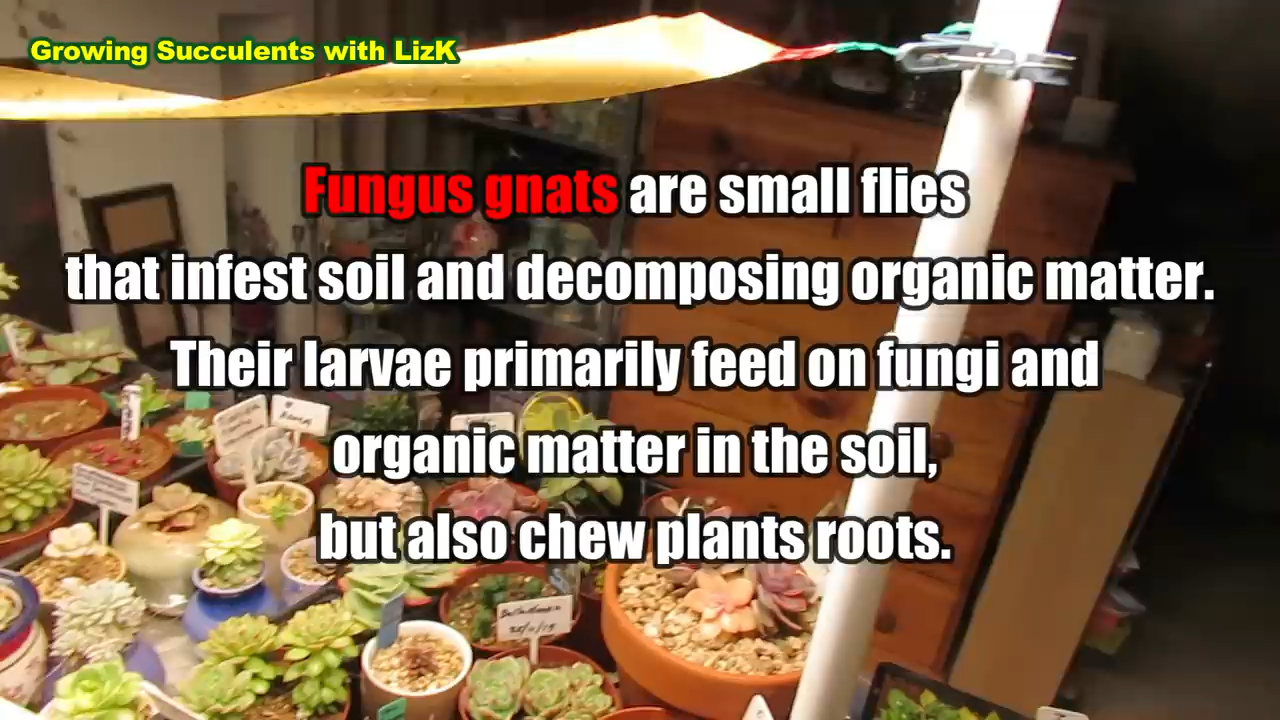 Growing Succulents with LizK
Fungus gnats are small flies
that infest soil and decomposing organic matter.
Their larvae primarily feed on fungi and
organic matter in the soil,
but also chew plants roots.